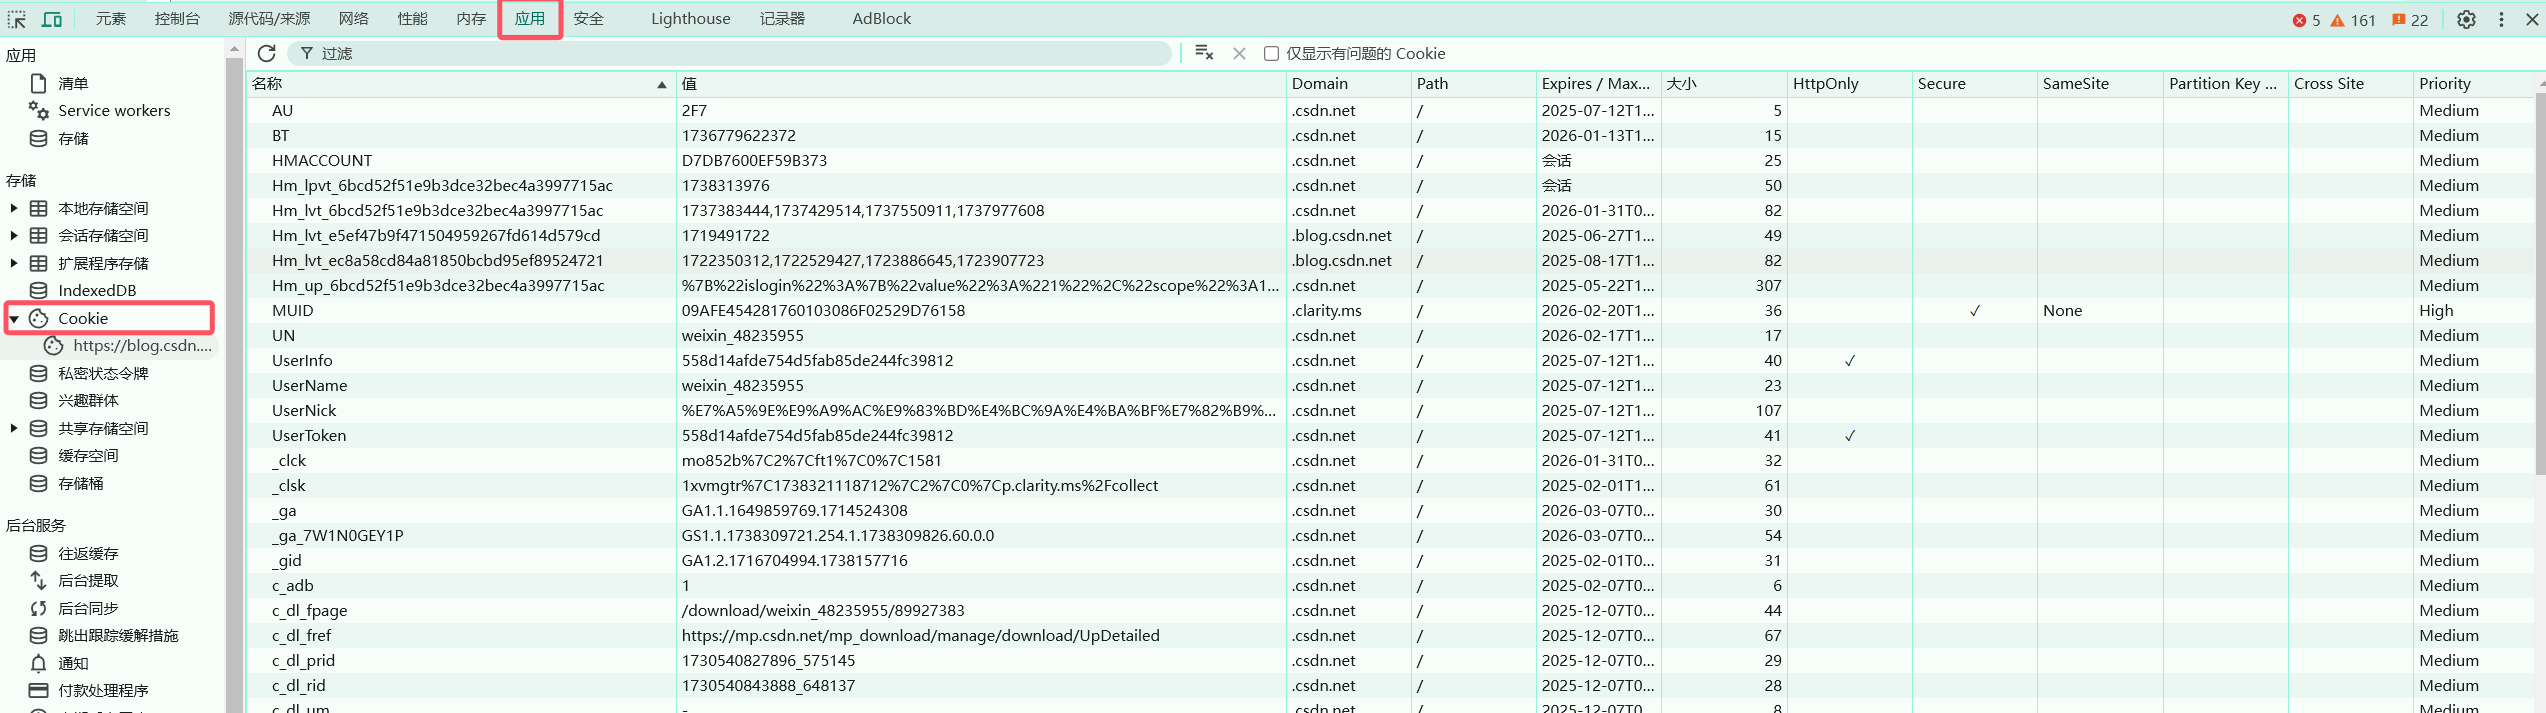 元素 控制台 源代码/来源 网络 性能 内存 应用 安全 Lighthouse 记录器 AdBlock 5 161 22
应用
清单
Service workers
存储
存储
本地存储空间
会话存储空间
扩展程序存储
IndexedDB
Cookie
https://blog.csdn....
私密状态令牌
兴趣群体
共享存储空间
缓存空间
存储桶
后台服务
往返缓存
后台提取
后台同步
跳出跟踪缓解措施
通知
付款处理程序
过滤 仅显示有问题的 Cookie
名称 值 Domain Path Expires / Max... 大小 HttpOnly Secure SameSite Partition Key ... Cross Site Priority
AU 2F7 .csdn.net / 2025-07-12T1... 5 Medium
BT 1736779622372 .csdn.net / 2026-01-13T1... 15 Medium
HMACCOUNT D7DB7600EF59B373 .csdn.net / 会话 25 Medium
Hm_lpvt_6bcd52f51e9b3dce32bec4a3997715ac 1738313976 .csdn.net / 会话 50 Medium
Hm_lvt_6bcd52f51e9b3dce32bec4a3997715ac 1737383444,1737429514,1737550911,1737977608 .csdn.net / 2026-01-31T0... 82 Medium
Hm_lvt_e5ef47b9f471504959267fd614d579cd 1719491722 .blog.csdn.net / 2025-06-27T1... 49 Medium
Hm_lvt_ec8a58cd84a81850bcbd95ef89524721 1722350312,1722529427,1723886645,1723907723 .blog.csdn.net / 2025-08-17T1... 82 Medium
Hm_up_6bcd52f51e9b3dce32bec4a3997715ac %7B%22islogin%22%3A%7B%22value%22%3A%221%22%2C%22scope%22%3A1... .csdn.net / 2025-05-22T1... 307 Medium
MUID 09AFE454281760103086F02529D76158 .clarity.ms / 2026-02-20T1... 36 ✓ None High
UN weixin_48235955 .csdn.net / 2026-02-17T1... 17 Medium
UserInfo 558d14afde754d5fab85de244fc39812 .csdn.net / 2025-07-12T1... 40 ✓ Medium
UserName weixin_48235955 .csdn.net / 2025-07-12T1... 23 Medium
UserNick %E7%A5%9E%E9%A9%AC%E9%83%BD%E4%BC%9A%E4%BA%BF%E7%82%B9%... .csdn.net / 2025-07-12T1... 107 Medium
UserToken 558d14afde754d5fab85de244fc39812 .csdn.net / 2025-07-12T1... 41 ✓ Medium
_clck mo852b%7C2%7Cft1%7C0%7C1581 .csdn.net / 2026-01-31T0... 32 Medium
_clsk 1xvmgtr%7C1738321118712%7C2%7C0%7Cp.clarity.ms%2Fcollect .csdn.net / 2025-02-01T1... 61 Medium
_ga GA1.1.1649859769.1714524308 .csdn.net / 2026-03-07T0... 30 Medium
_ga_7W1N0GEY1P GS1.1.1738309721.254.1.1738309826.60.0.0 .csdn.net / 2026-03-07T0... 54 Medium
_gid GA1.2.1716704994.1738157716 .csdn.net / 2025-02-01T0... 31 Medium
c_adb 1 .csdn.net / 2025-02-07T0... 6 Medium
c_dl_fpage /download/weixin_48235955/89927383 .csdn.net / 2025-12-07T0... 44 Medium
c_dl_fref https://mp.csdn.net/mp_download/manage/download/UpDetailed .csdn.net / 2025-12-07T0... 67 Medium
c_dl_prid 1730540827896_575145 .csdn.net / 2025-12-07T0... 29 Medium
c_dl_rid 1730540843888_648137 .csdn.net / 2025-12-07T0... 28 Medium
c_dl_um - .csdn.net / 2025-12-07T0... 8 Medium